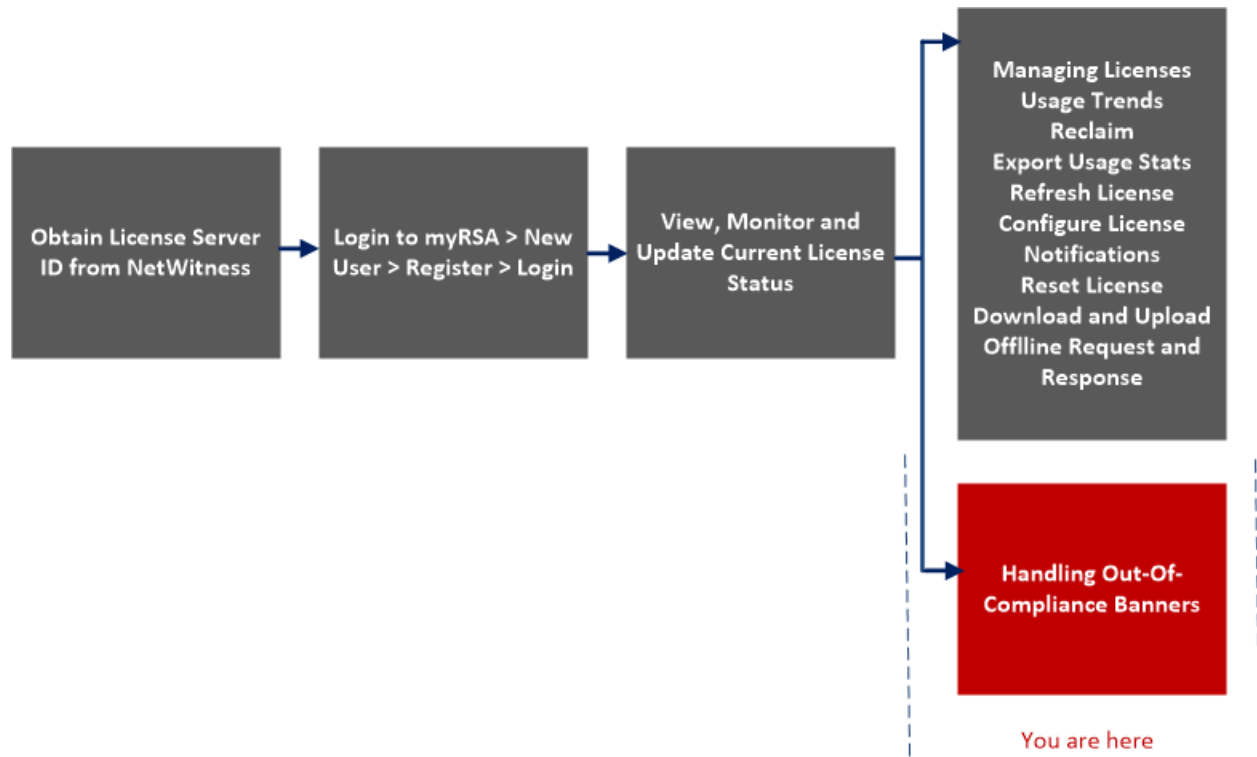 Obtain License Server
ID from NetWitness
Login to myRSA > New
User > Register > Login
View, Monitor and
Update Current License
Status
Managing Licenses
Usage Trends
Reclaim
Export Usage Stats
Refresh License
Configure License
Notifications
Reset License
Download and Upload
Offlline Request and
Response
Handling Out-Of-
Compliance Banners
You are here